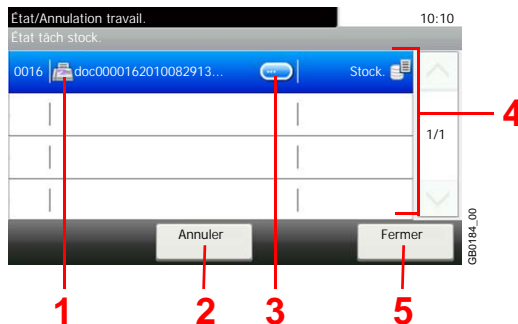 État/Annulation travail. 10:10
État tâch stock.
0016 doc0000162010082913... Stock.
4
1/1
Annuler Fermer
GB0184_00
1 2 3 5